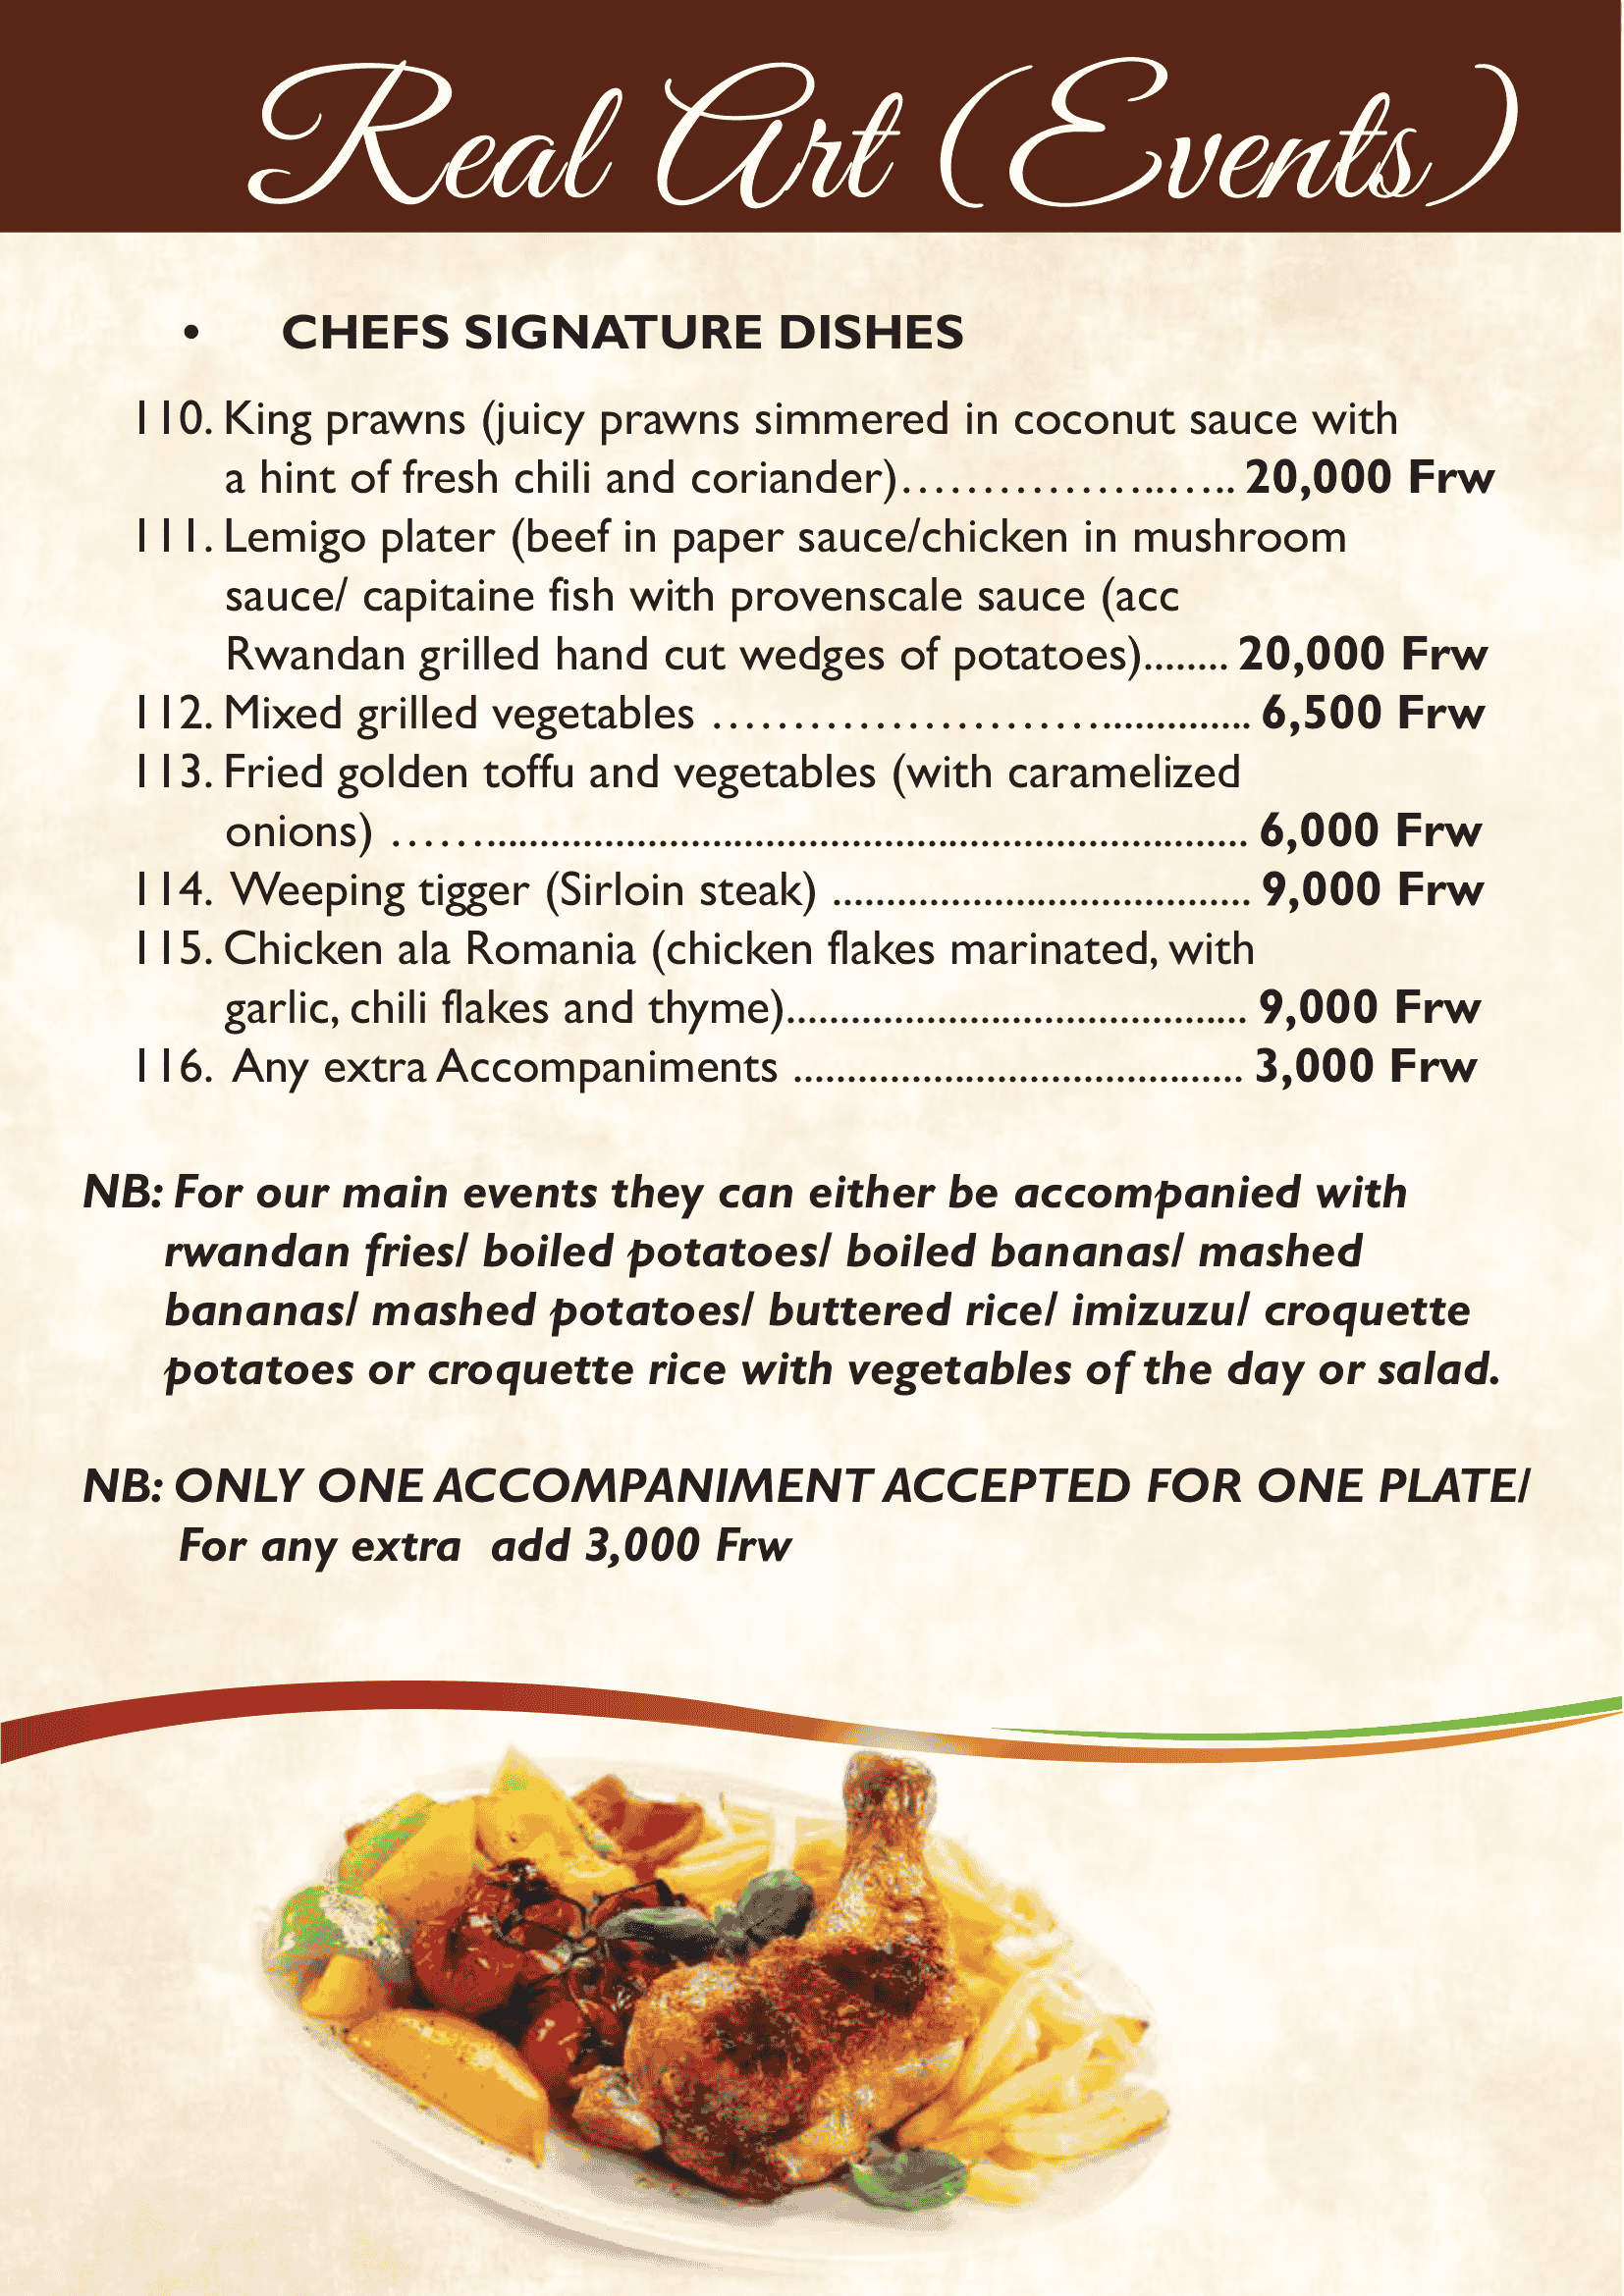 Real Art (Events)
• CHEFS SIGNATURE DISHES
110. King prawns (juicy prawns simmered in coconut sauce with
a hint of fresh chili and coriander)……………..….. 20,000 Frw
111. Lemigo plater (beef in paper sauce/chicken in mushroom
sauce/ capitaine fish with provenscale sauce (acc
Rwandan grilled hand cut wedges of potatoes)........ 20,000 Frw
112. Mixed grilled vegetables …………………….............. 6,500 Frw
113. Fried golden toffu and vegetables (with caramelized
onions) ……....................................................................... 6,000 Frw
114. Weeping tigger (Sirloin steak) ....................................... 9,000 Frw
115. Chicken ala Romania (chicken flakes marinated, with
garlic, chili flakes and thyme)........................................... 9,000 Frw
116. Any extra Accompaniments .......................................... 3,000 Frw
NB: For our main events they can either be accompanied with
rwandan fries/ boiled potatoes/ boiled bananas/ mashed
bananas/ mashed potatoes/ buttered rice/ imizuzu/ croquette
potatoes or croquette rice with vegetables of the day or salad.
NB: ONLY ONE ACCOMPANIMENT ACCEPTED FOR ONE PLATE/
For any extra add 3,000 Frw